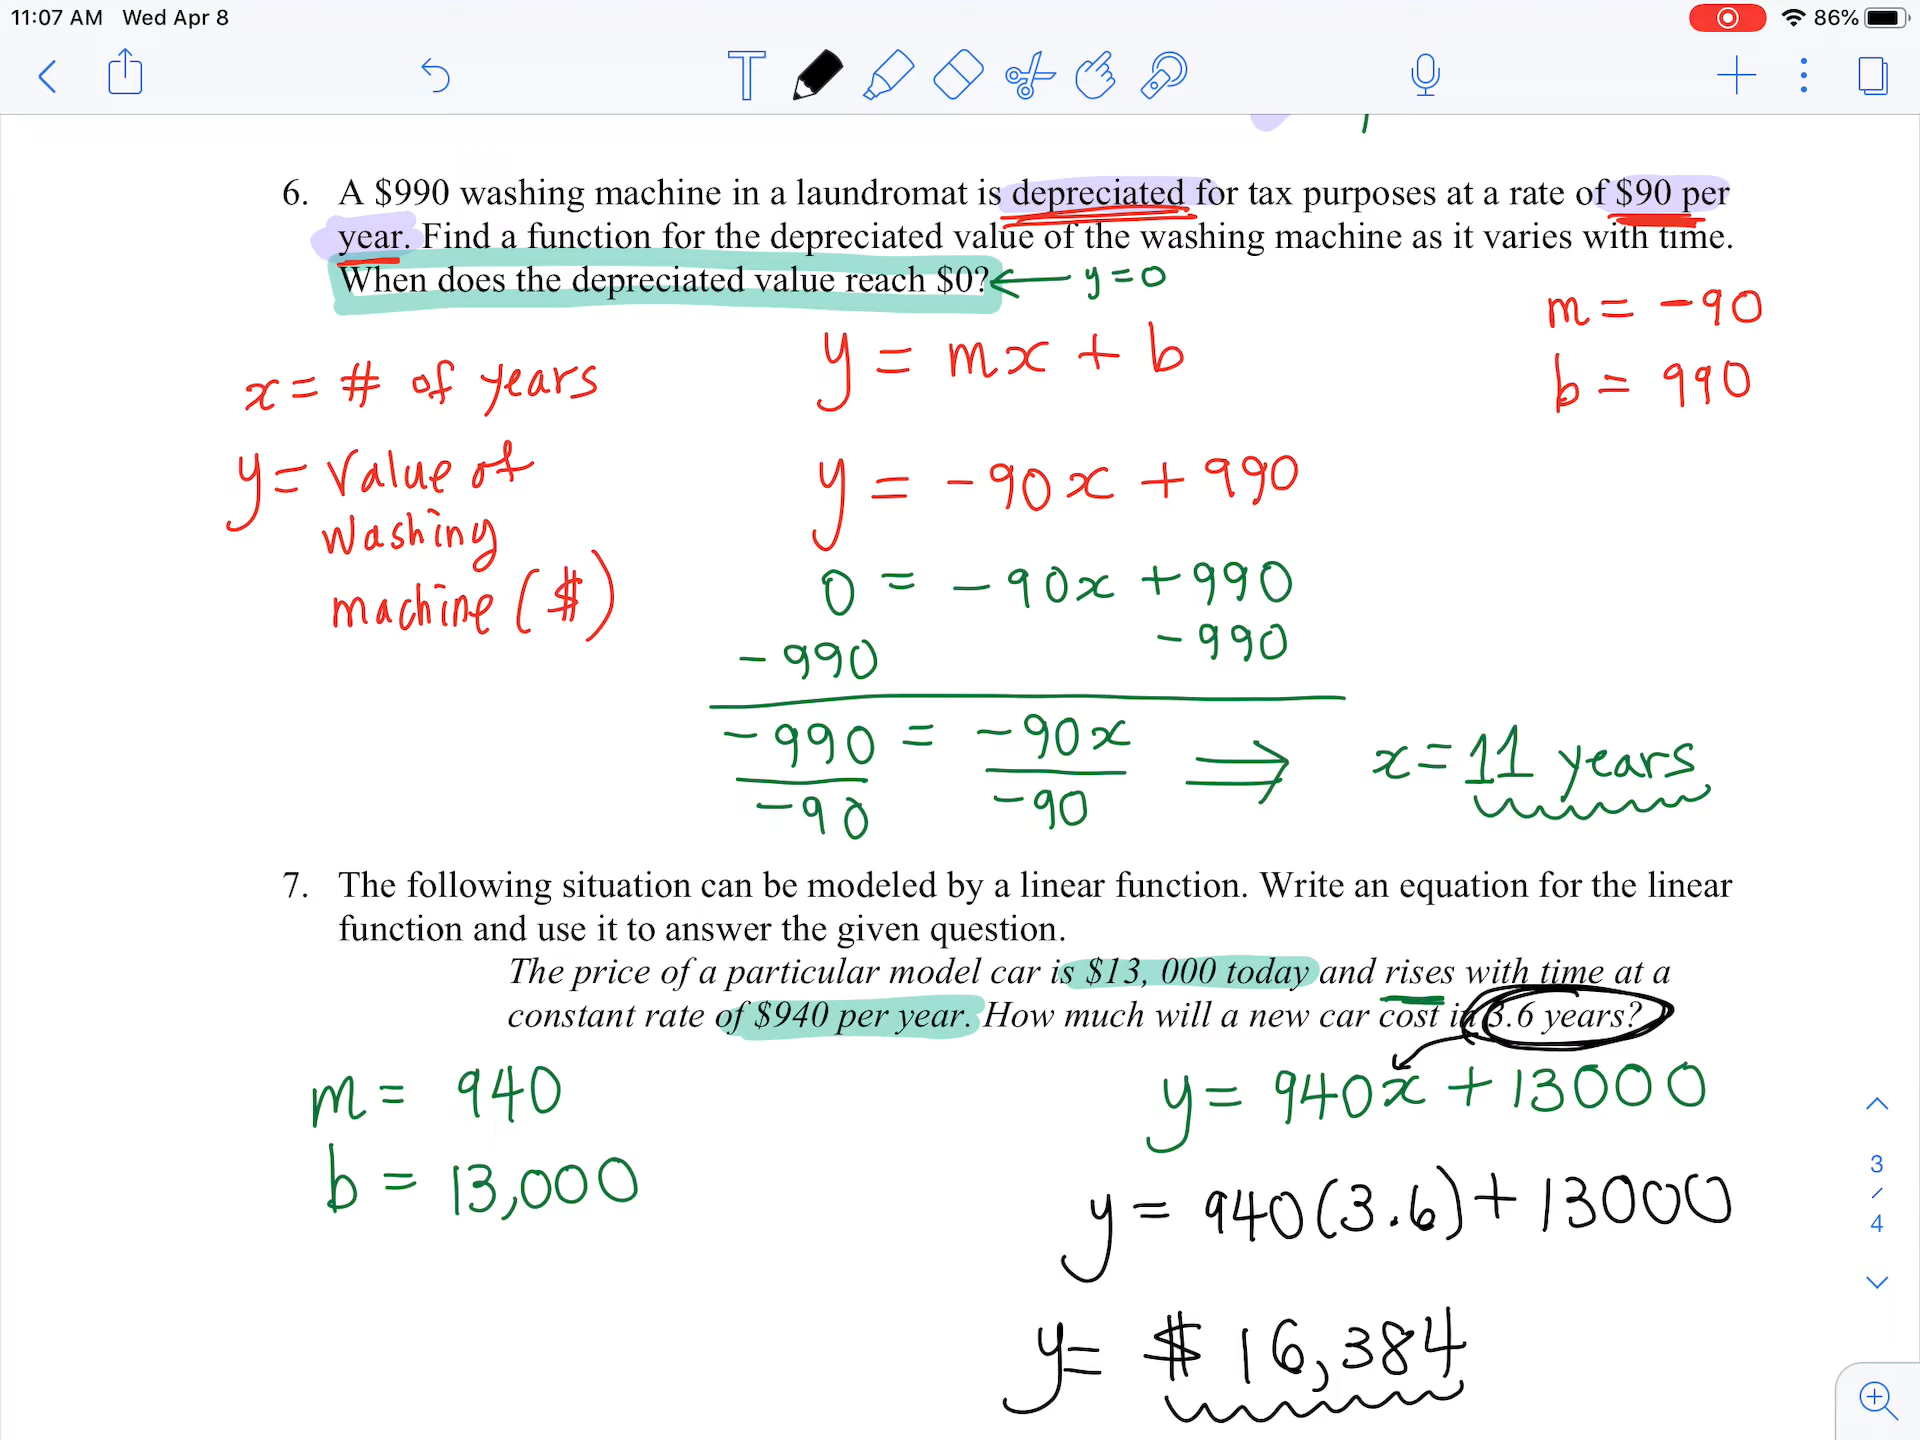 11:07 AM Wed Apr 8
86%
T
6. A $990 washing machine in a laundromat is depreciated for tax purposes at a rate of $90 per
year. Find a function for the depreciated value of the washing machine as it varies with time.
When does the depreciated value reach $0? ← y = 0
m = -90
b = 990
x = # of years
y = value of
washing
machine ($)
y = mx + b
y = -90x + 990
0 = -90x + 990
-990 -990
-990 = -90x
-90 -90
⇒ x = 11 years
7. The following situation can be modeled by a linear function. Write an equation for the linear
function and use it to answer the given question.
The price of a particular model car is $13, 000 today and rises with time at a
constant rate of $940 per year. How much will a new car cost in 3.6 years?
m = 940
b = 13,000
y = 940x + 13000
y = 940(3.6) + 13000
y = $ 16,384
3
/
4